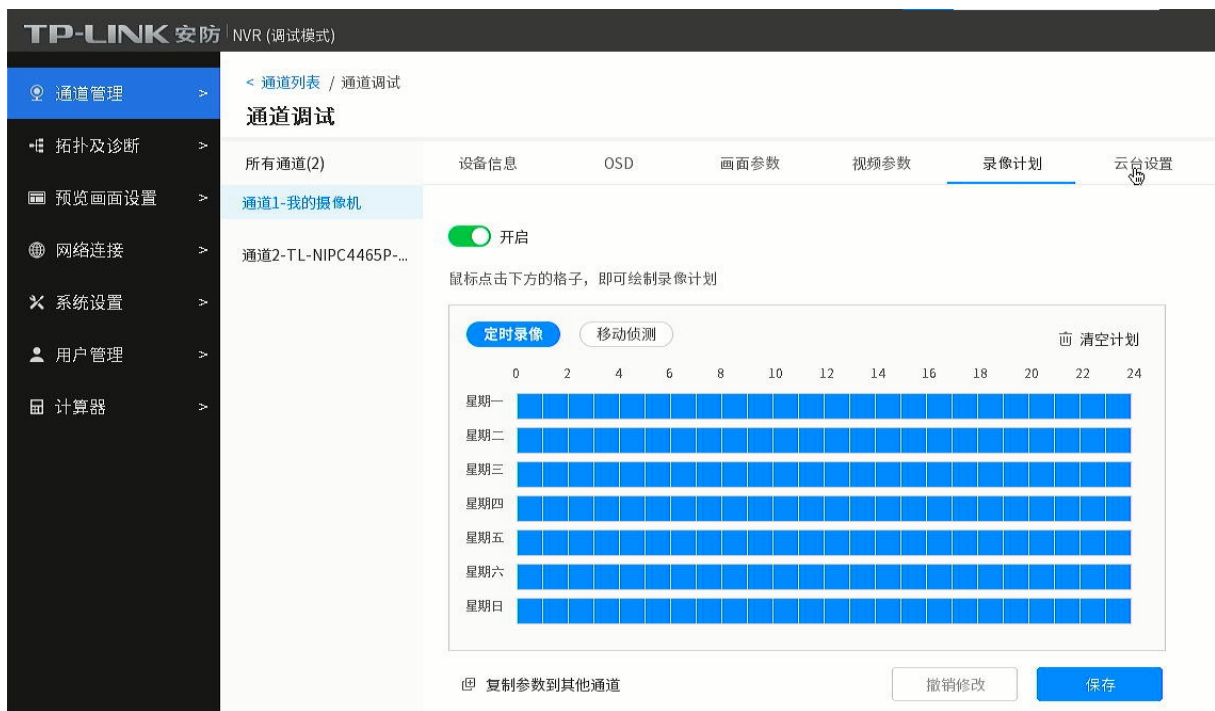 TP-LINK 安防 NVR (调试模式)
通道管理 >
拓扑及诊断 >
预览画面设置 >
网络连接 >
系统设置 >
用户管理 >
计算器 >
< 通道列表 / 通道调试
通道调试
所有通道(2)
通道1-我的摄像机
通道2-TL-NIPC4465P-...
设备信息 OSD 画面参数 视频参数 录像计划 云台设置
开启
鼠标点击下方的格子，即可绘制录像计划
定时录像 移动侦测 清空计划
0 2 4 6 8 10 12 14 16 18 20 22 24
星期一
星期二
星期三
星期四
星期五
星期六
星期日
复制参数到其他通道 撤销修改 保存